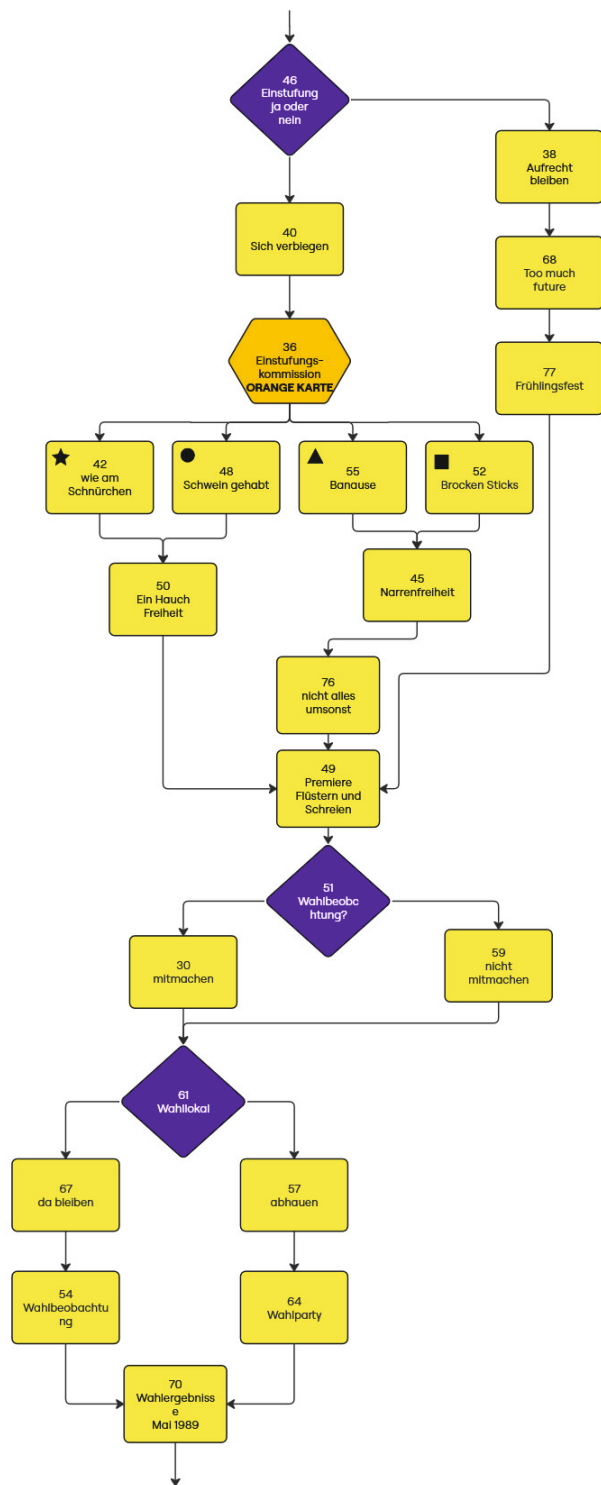 46
Einstufung
ja oder
nein
38
Aufrecht
bleiben
40
Sich verbiegen
68
Too much
future
36
Einstufungs-
kommission
ORANGE KARTE
77
Frühlingsfest
42
wie am
Schnürchen
48
Schwein gehabt
55
Banause
52
Brocken Sticks
50
Ein Hauch
Freiheit
45
Narrenfreiheit
76
nicht alles
umsonst
49
Premiere
Flüstern und
Schreien
51
Wahlbeobc
htung?
30
mitmachen
59
nicht
mitmachen
61
Wahllokal
67
da bleiben
57
abhauen
54
Wahlbeobachtu
ng
64
Wahlparty
70
Wahlergebniss
e
Mai 1989